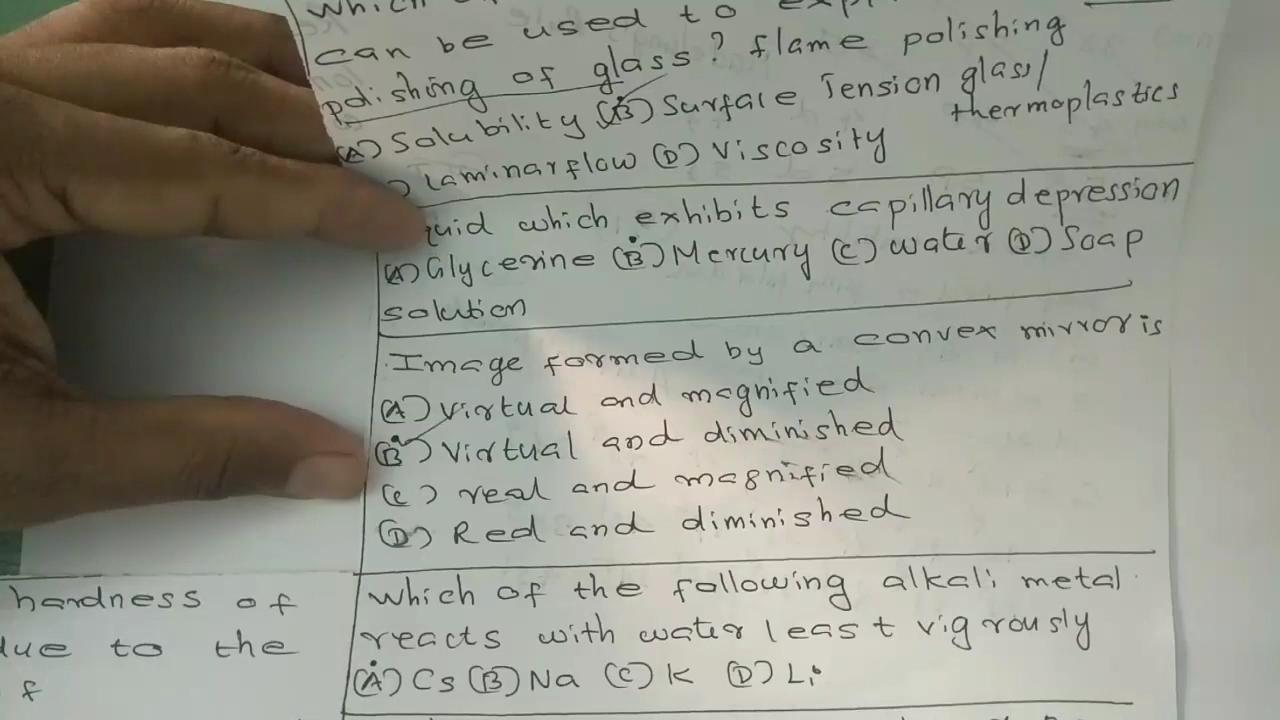 can be used to
polishing of glass? flame polishing
(A) Solubility (B) Surface Tension glass/
thermoplastics
Laminar flow (D) Viscosity
quid which exhibits capillary depression
(A) Glycerine (B) Mercury (C) water (D) Soap
solution
Image formed by a convex mirror is
(A) virtual and magnified
(B) Virtual and diminished
(C) real and magnified
(D) Red and diminished
hardness of
due to the
f
which of the following alkali metal
reacts with water least vigrously
(A) Cs (B) Na (C) K (D) Li